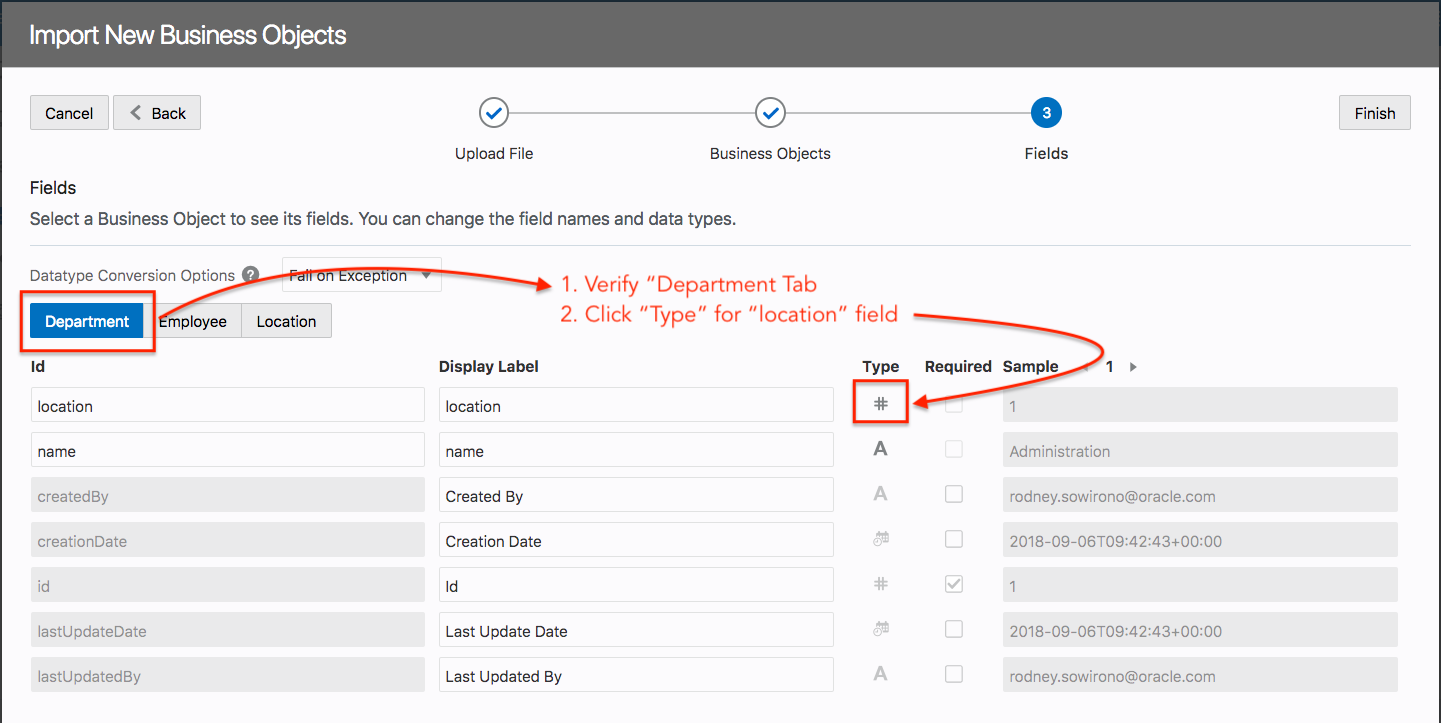 Import New Business Objects
Cancel Back Finish
3
Upload File Business Objects Fields
Fields
Select a Business Object to see its fields. You can change the field names and data types.
Datatype Conversion Options ? Fail on Exception
1. Verify “Department Tab
2. Click “Type” for “location” field
Department Employee Location
Id Display Label Type Required Sample 1
location location # 1
name name A Administration
createdBy Created By A rodney.sowirono@oracle.com
creationDate Creation Date 2018-09-06T09:42:43+00:00
id Id # 1
lastUpdateDate Last Update Date 2018-09-06T09:42:43+00:00
lastUpdatedBy Last Updated By A rodney.sowirono@oracle.com